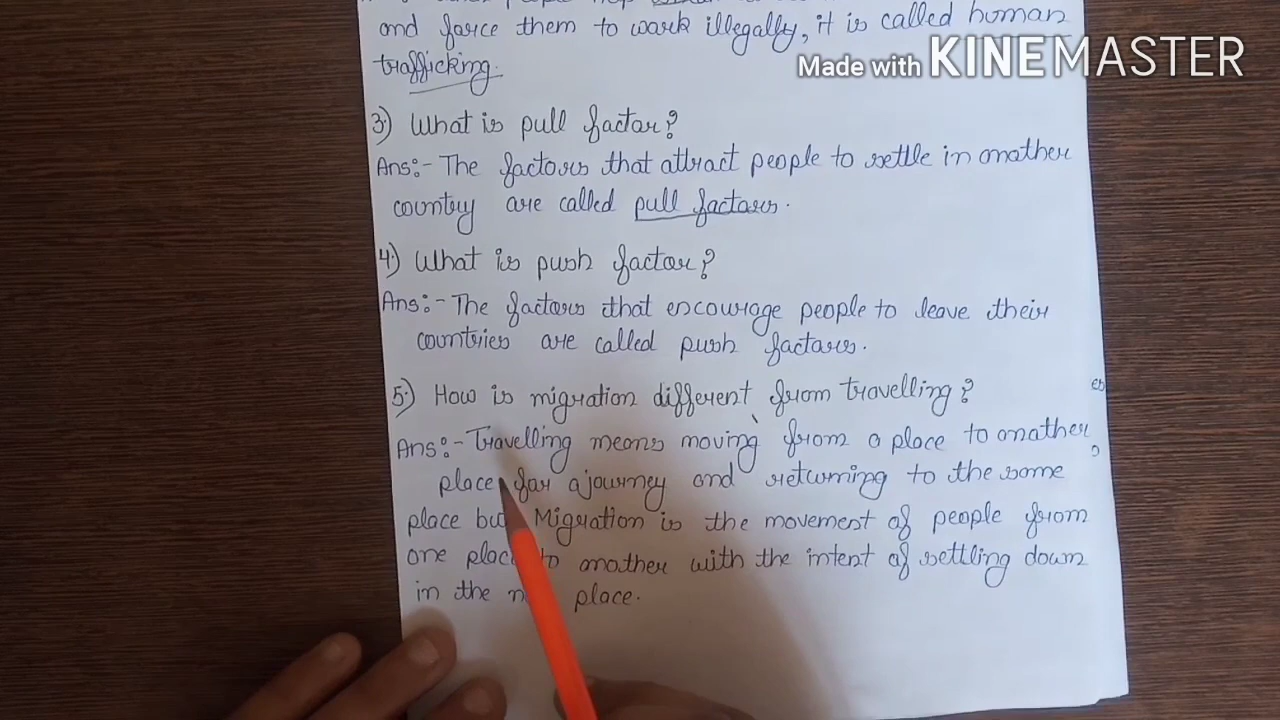 and force them to work illegally, it is called human
trafficking.
Made with KINEMASTER
3) What is pull factor?
Ans:- The factors that attract people to settle in another
country are called pull factors.
4) What is push factor?
Ans:- The factors that encourage people to leave their
countries are called push factors.
5) How is migration different from travelling?
Ans:- Travelling means moving from a place to another
place for a journey and returning to the same
place but Migration is the movement of people from
one place to another with the intent of settling down
in the place.